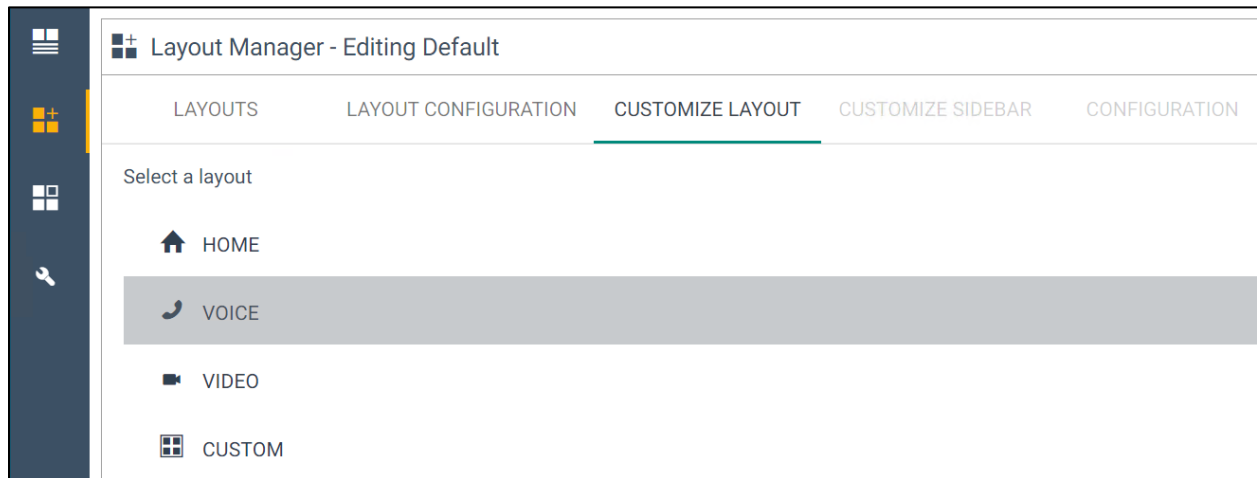 Layout Manager - Editing Default
LAYOUTS LAYOUT CONFIGURATION CUSTOMIZE LAYOUT CUSTOMIZE SIDEBAR CONFIGURATION
Select a layout
HOME
VOICE
VIDEO
CUSTOM